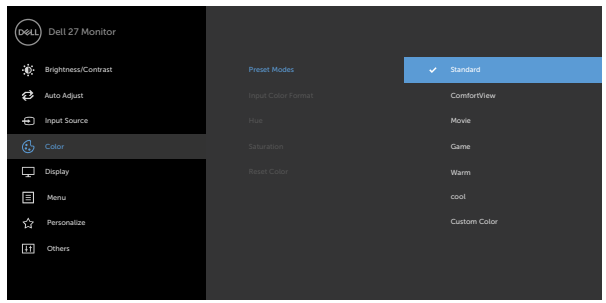 DELL Dell 27 Monitor
Brightness/Contrast
Auto Adjust
Input Source
Color
Display
Menu
Personalize
Others
Preset Modes
Input Color Format
Hue
Saturation
Reset Color
Standard
ComfortView
Movie
Game
Warm
cool
Custom Color